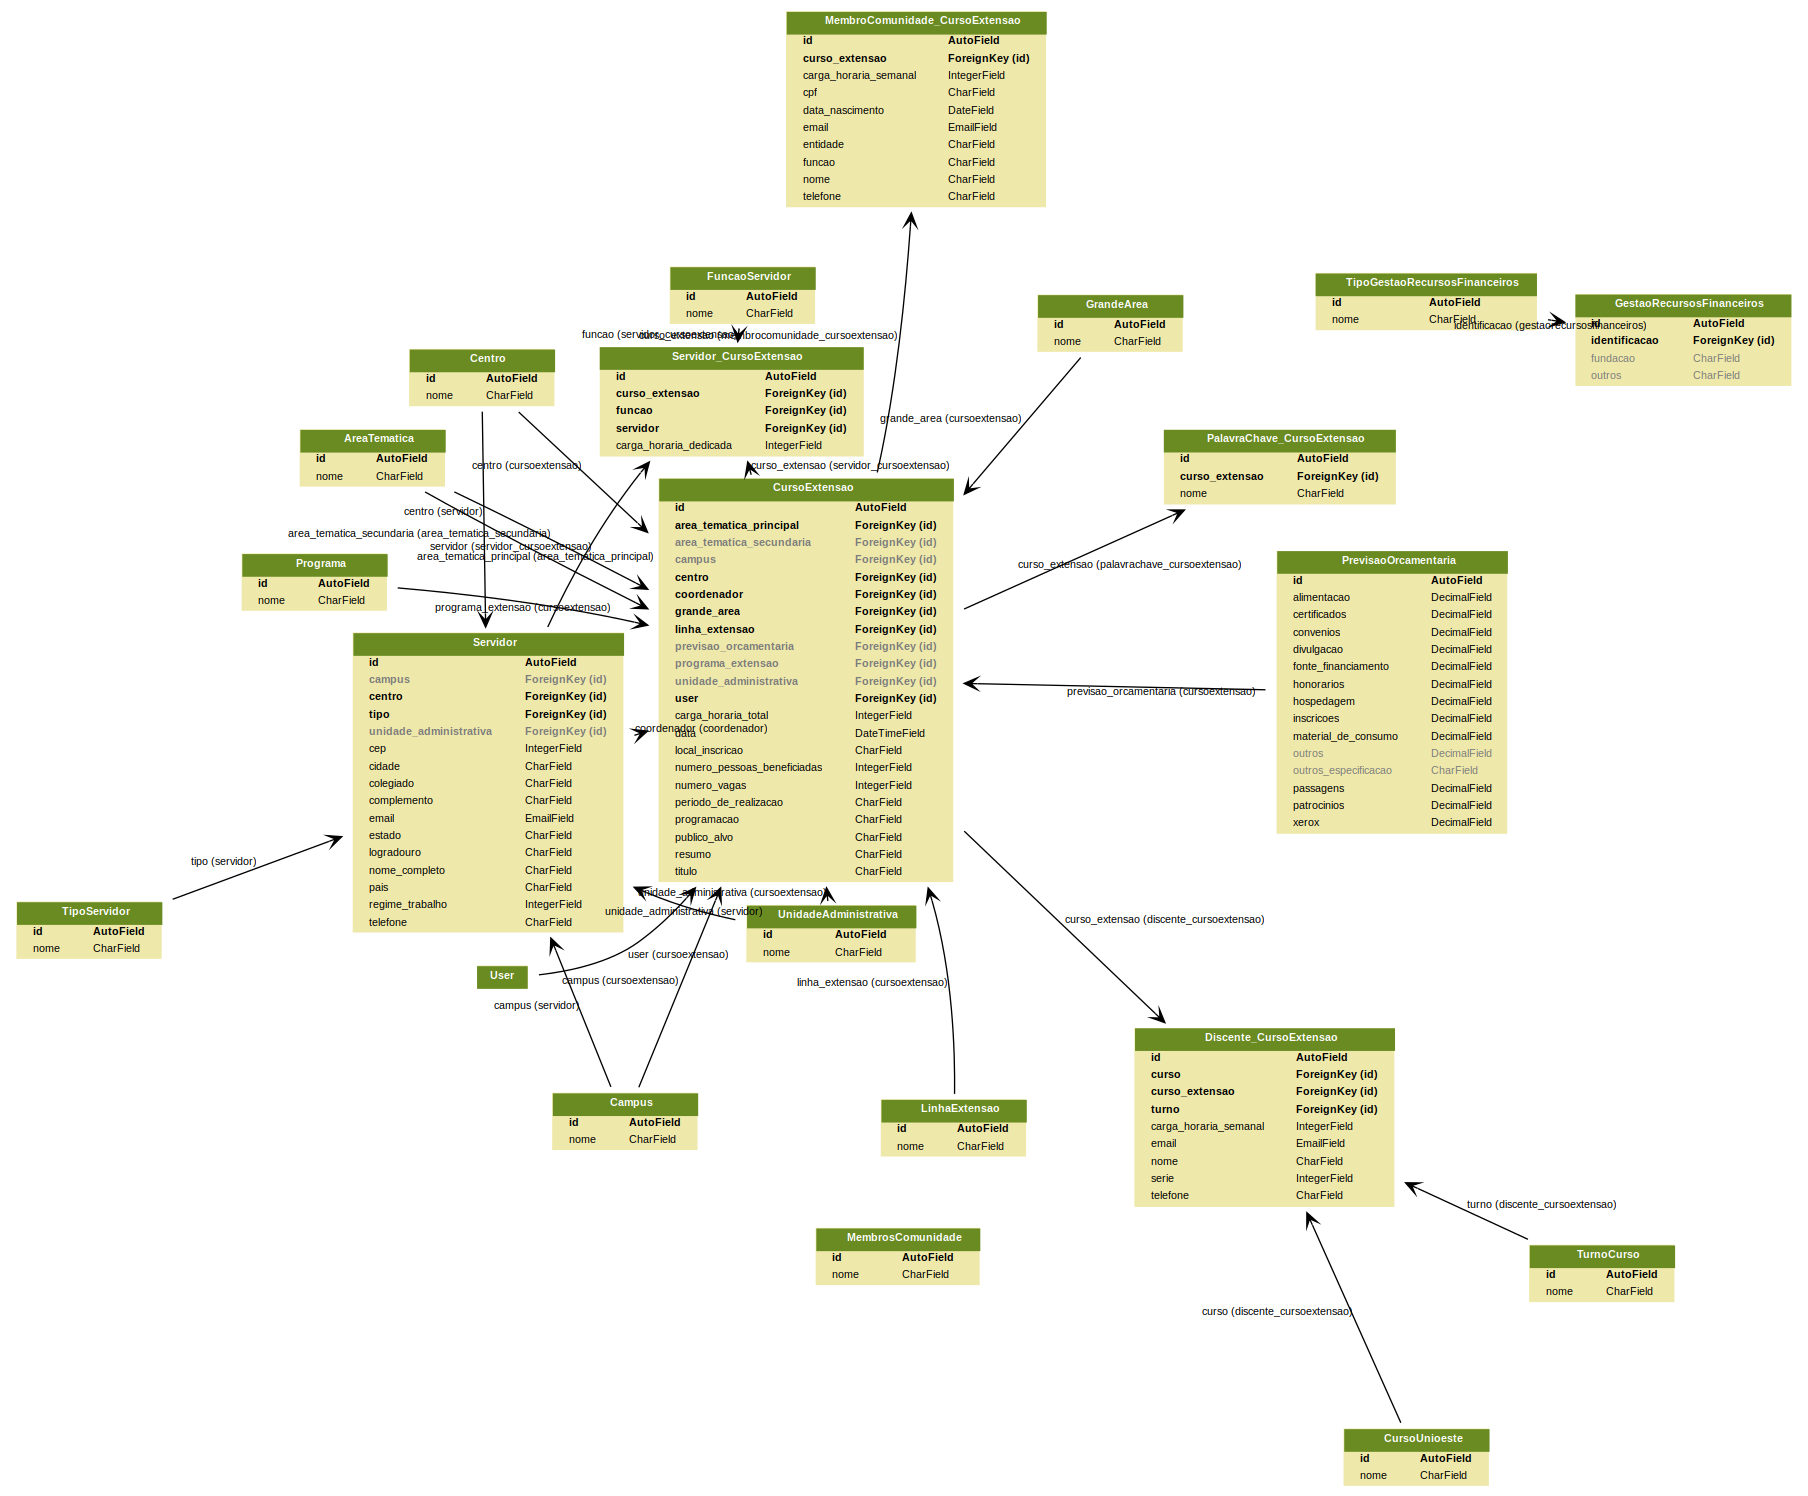 MembroComunidade_CursoExtensao
id AutoField
curso_extensao ForeignKey (id)
carga_horaria_semanal IntegerField
cpf CharField
data_nascimento DateField
email EmailField
entidade CharField
funcao CharField
nome CharField
telefone CharField
FuncaoServidor
id AutoField
nome CharField
funcao (servidor_cursoextensao)
curso_extensao (membrocomunidade_cursoextensao)
GrandeArea
id AutoField
nome CharField
TipoGestaoRecursosFinanceiros
id AutoField
nome CharField
identificacao (gestaorecursosfinanceiros)
GestaoRecursosFinanceiros
id AutoField
identificacao ForeignKey (id)
fundacao CharField
outros CharField
Centro
id AutoField
nome CharField
Servidor_CursoExtensao
id AutoField
curso_extensao ForeignKey (id)
funcao ForeignKey (id)
servidor ForeignKey (id)
carga_horaria_dedicada IntegerField
grande_area (cursoextensao)
AreaTematica
id AutoField
nome CharField
centro (cursoextensao)
curso_extensao (servidor_cursoextensao)
PalavraChave_CursoExtensao
id AutoField
curso_extensao ForeignKey (id)
nome CharField
centro (servidor)
area_tematica_secundaria (area_tematica_secundaria)
servidor (servidor_cursoextensao)
area_tematica_principal (area_tematica_principal)
curso_extensao (palavrachave_cursoextensao)
Programa
id AutoField
nome CharField
programa_extensao (cursoextensao)
CursoExtensao
id AutoField
area_tematica_principal ForeignKey (id)
area_tematica_secundaria ForeignKey (id)
campus ForeignKey (id)
centro ForeignKey (id)
coordenador ForeignKey (id)
grande_area ForeignKey (id)
linha_extensao ForeignKey (id)
previsao_orcamentaria ForeignKey (id)
programa_extensao ForeignKey (id)
unidade_administrativa ForeignKey (id)
user ForeignKey (id)
carga_horaria_total IntegerField
data DateTimeField
local_inscricao CharField
numero_pessoas_beneficiadas IntegerField
numero_vagas IntegerField
periodo_de_realizacao CharField
programacao CharField
publico_alvo CharField
resumo CharField
titulo CharField
PrevisaoOrcamentaria
id AutoField
alimentacao DecimalField
certificados DecimalField
convenios DecimalField
divulgacao DecimalField
fonte_financiamento DecimalField
honorarios DecimalField
hospedagem DecimalField
inscricoes DecimalField
material_de_consumo DecimalField
outros DecimalField
outros_especificacao CharField
passagens DecimalField
patrocinios DecimalField
xerox DecimalField
previsao_orcamentaria (cursoextensao)
Servidor
id AutoField
campus ForeignKey (id)
centro ForeignKey (id)
tipo ForeignKey (id)
unidade_administrativa ForeignKey (id)
cep IntegerField
cidade CharField
colegiado CharField
complemento CharField
email EmailField
estado CharField
logradouro CharField
nome_completo CharField
pais CharField
regime_trabalho IntegerField
telefone CharField
coordenador (coordenador)
tipo (servidor)
TipoServidor
id AutoField
nome CharField
unidade_administrativa (cursoextensao)
unidade_administrativa (servidor)
UnidadeAdministrativa
id AutoField
nome CharField
curso_extensao (discente_cursoextensao)
User
user (cursoextensao)
campus (cursoextensao)
campus (servidor)
linha_extensao (cursoextensao)
Campus
id AutoField
nome CharField
LinhaExtensao
id AutoField
nome CharField
Discente_CursoExtensao
id AutoField
curso ForeignKey (id)
curso_extensao ForeignKey (id)
turno ForeignKey (id)
carga_horaria_semanal IntegerField
email EmailField
nome CharField
serie IntegerField
telefone CharField
turno (discente_cursoextensao)
MembrosComunidade
id AutoField
nome CharField
TurnoCurso
id AutoField
nome CharField
curso (discente_cursoextensao)
CursoUnioeste
id AutoField
nome CharField